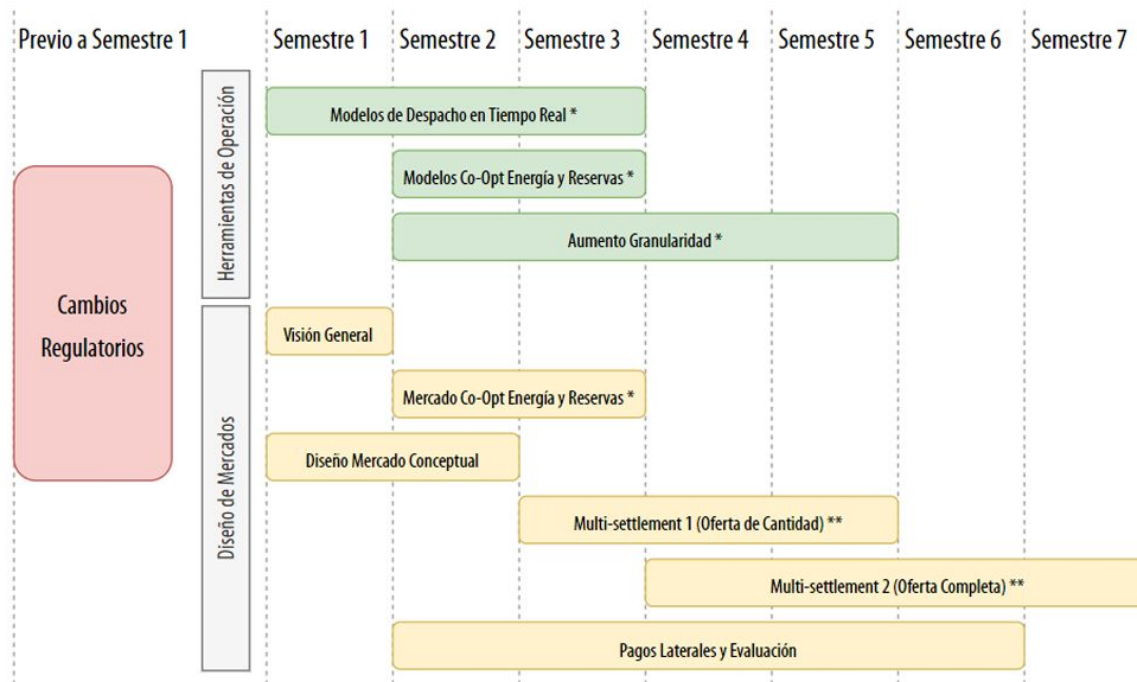 Previo a Semestre 1
Semestre 1
Semestre 2
Semestre 3
Semestre 4
Semestre 5
Semestre 6
Semestre 7
Herramientas de Operación
Modelos de Despacho en Tiempo Real *
Modelos Co-Opt Energía y Reservas *
Aumento Granularidad *
Cambios
Regulatorios
Diseño de Mercados
Visión General
Mercado Co-Opt Energía y Reservas *
Diseño Mercado Conceptual
Multi-settlement 1 (Oferta de Cantidad) **
Multi-settlement 2 (Oferta Completa) **
Pagos Laterales y Evaluación